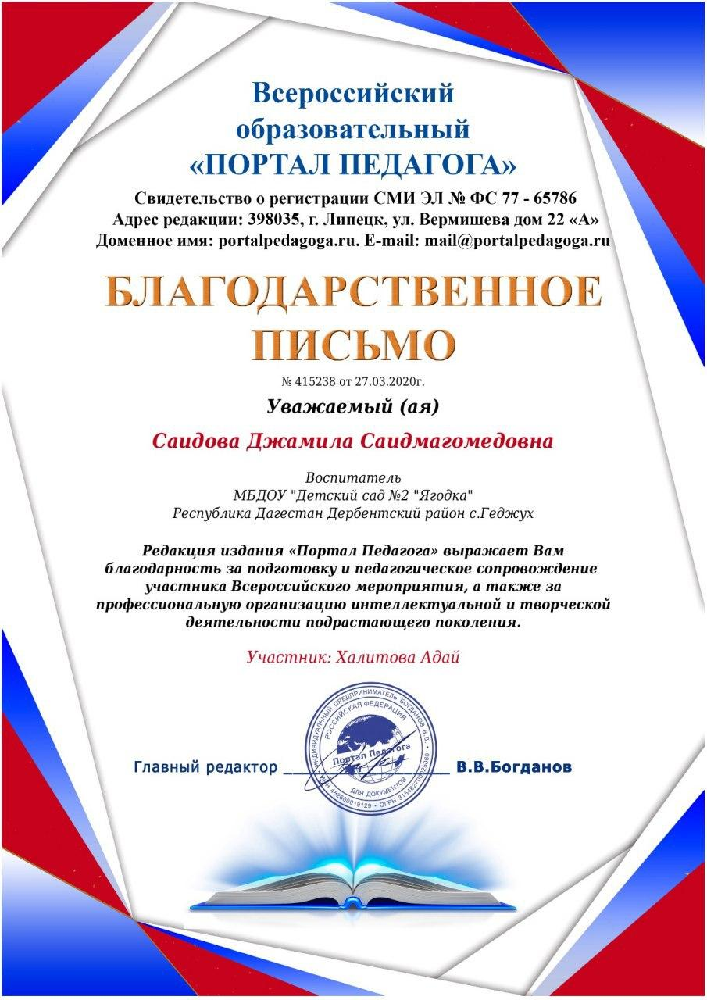 Всероссийский
образовательный
«ПОРТАЛ ПЕДАГОГА»
Свидетельство о регистрации СМИ ЭЛ № ФС 77 - 65786
Адрес редакции: 398035, г. Липецк, ул. Вермишева дом 22 «А»
Доменное имя: portalpedagoga.ru. E-mail: mail@portalpedagoga.ru
БЛАГОДАРСТВЕННОЕ
ПИСЬМО
№ 415238 от 27.03.2020г.
Уважаемый (ая)
Саидова Джамила Саидмагомедовна
Воспитатель
МБДОУ "Детский сад №2 "Ягодка"
Республика Дагестан Дербентский район с.Геджух
Редакция издания «Портал Педагога» выражает Вам
благодарность за подготовку и педагогическое сопровождение
участника Всероссийского мероприятия, а также за
профессиональную организацию интеллектуальной и творческой
деятельности подрастающего поколения.
Участник: Халитова Адай
ИНДИВИДУАЛЬНЫЙ ПРЕДПРИНИМАТЕЛЬ БОГДАНОВ В.В.
РОССИЙСКАЯ ФЕДЕРАЦИЯ
Портал Педагога
ДЛЯ ДОКУМЕНТОВ
ИНН 482600019129 • ОГРН 315482700025060
Главный редактор ____________________ В.В.Богданов